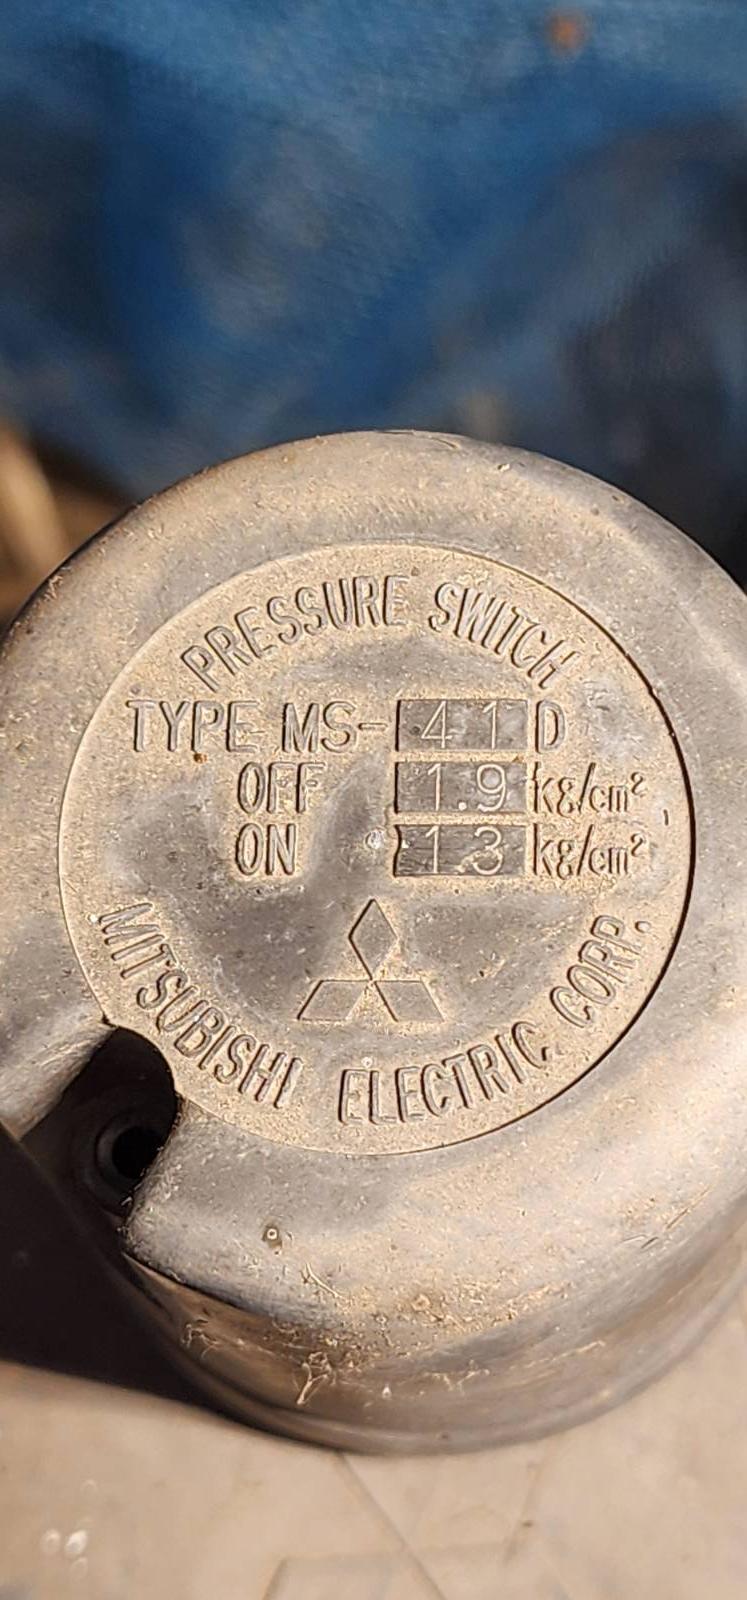 PRESSURE SWITCH
TYPE MS-41D
OFF 1.9 kg/cm²
ON 1.3 kg/cm²
MITSUBISHI ELECTRIC CORP.